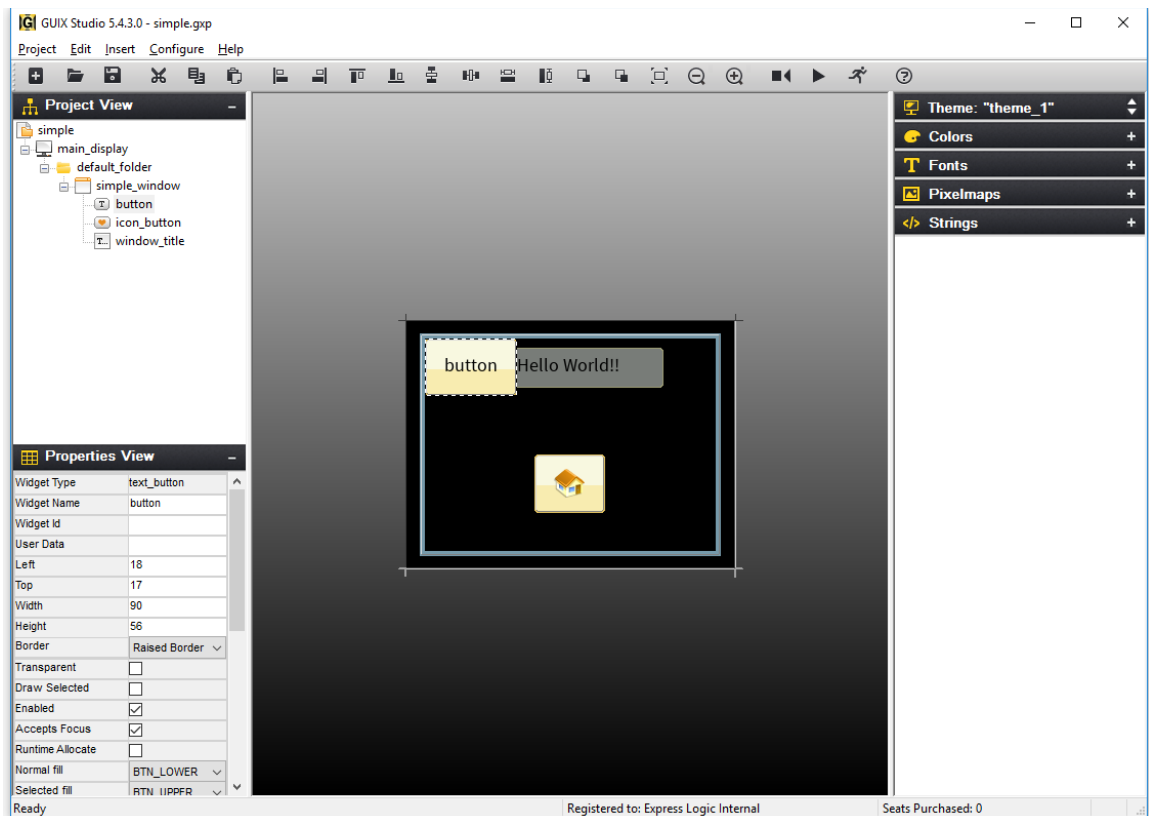 GUIX Studio 5.4.3.0 - simple.gxp
Project Edit Insert Configure Help
Project View
simple
main_display
default_folder
simple_window
button
icon_button
window_title
Properties View
Widget Type text_button
Widget Name button
Widget Id
User Data
Left 18
Top 17
Width 90
Height 56
Border Raised Border
Transparent
Draw Selected
Enabled
Accepts Focus
Runtime Allocate
Normal fill BTN_LOWER
Selected fill BTN_UPPER
button Hello World!!
Theme: "theme_1"
Colors
Fonts
Pixelmaps
Strings
Ready Registered to: Express Logic Internal Seats Purchased: 0